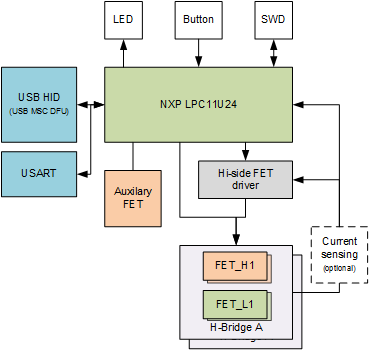 LED
Button
SWD
USB HID
(USB MSC DFU)
NXP LPC11U24
USART
Auxilary
FET
Hi-side FET
driver
Current
sensing
(optional)
FET_H1
FET_L1
H-Bridge A